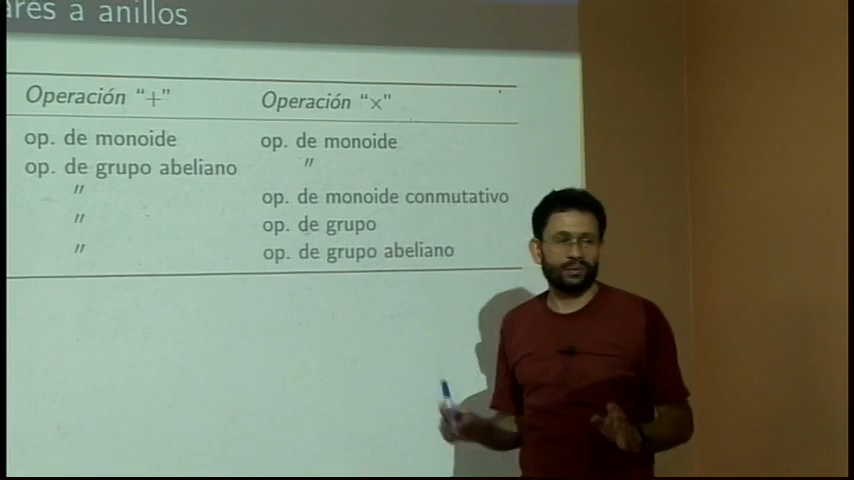 ares a anillos
Operación “+” Operación “×”
op. de monoide op. de monoide
op. de grupo abeliano ″
″ op. de monoide conmutativo
″ op. de grupo
″ op. de grupo abeliano